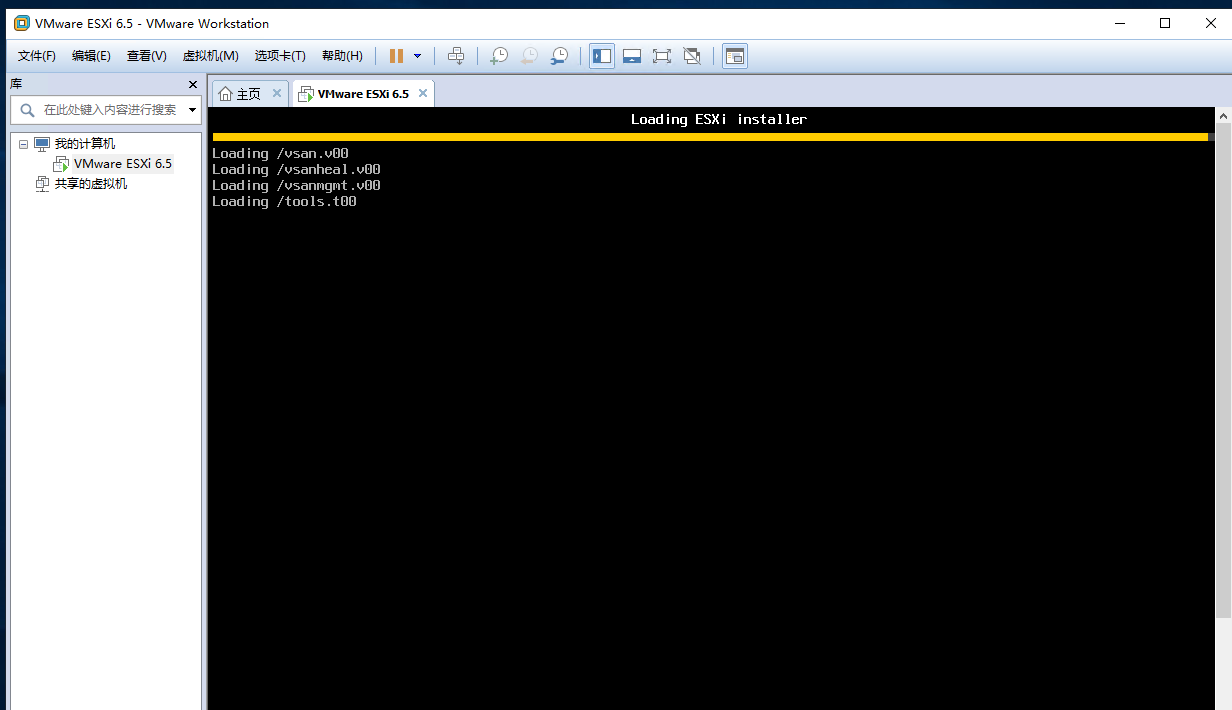 VMware ESXi 6.5 - VMware Workstation
文件(F) 编辑(E) 查看(V) 虚拟机(M) 选项卡(T) 帮助(H)
库
在此处键入内容进行搜索
我的计算机
VMware ESXi 6.5
共享的虚拟机
主页 VMware ESXi 6.5
Loading ESXi installer
Loading /vsan.v00
Loading /vsanheal.v00
Loading /vsanmgmt.v00
Loading /tools.t00